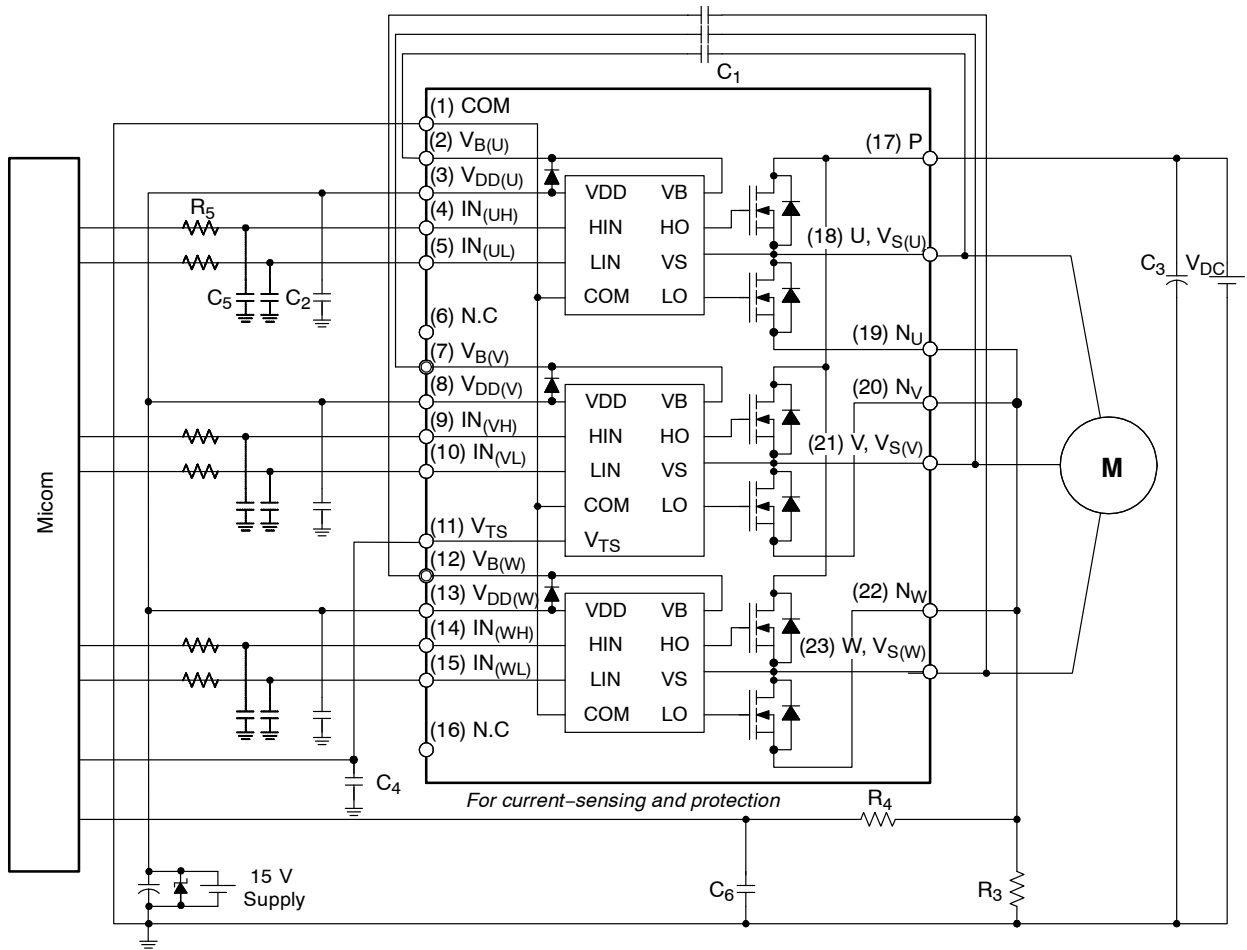 C1
(1) COM
(2) VB(U)
(3) VDD(U)
(4) IN(UH)
(5) IN(UL)
(6) N.C
(7) VB(V)
(8) VDD(V)
(9) IN(VH)
(10) IN(VL)
(11) VTS
(12) VB(W)
(13) VDD(W)
(14) IN(WH)
(15) IN(WL)
(16) N.C
(17) P
(18) U, VS(U)
(19) NU
(20) NV
(21) V, VS(V)
(22) NW
(23) W, VS(W)
VDD VB
HIN HO
LIN VS
COM LO
VDD VB
HIN HO
LIN VS
COM LO
VTS
VDD VB
HIN HO
LIN VS
COM LO
R5
C5 C2
C3 VDC
M
Micom
C4
For current–sensing and protection
R4
15 V
Supply
C6
R3